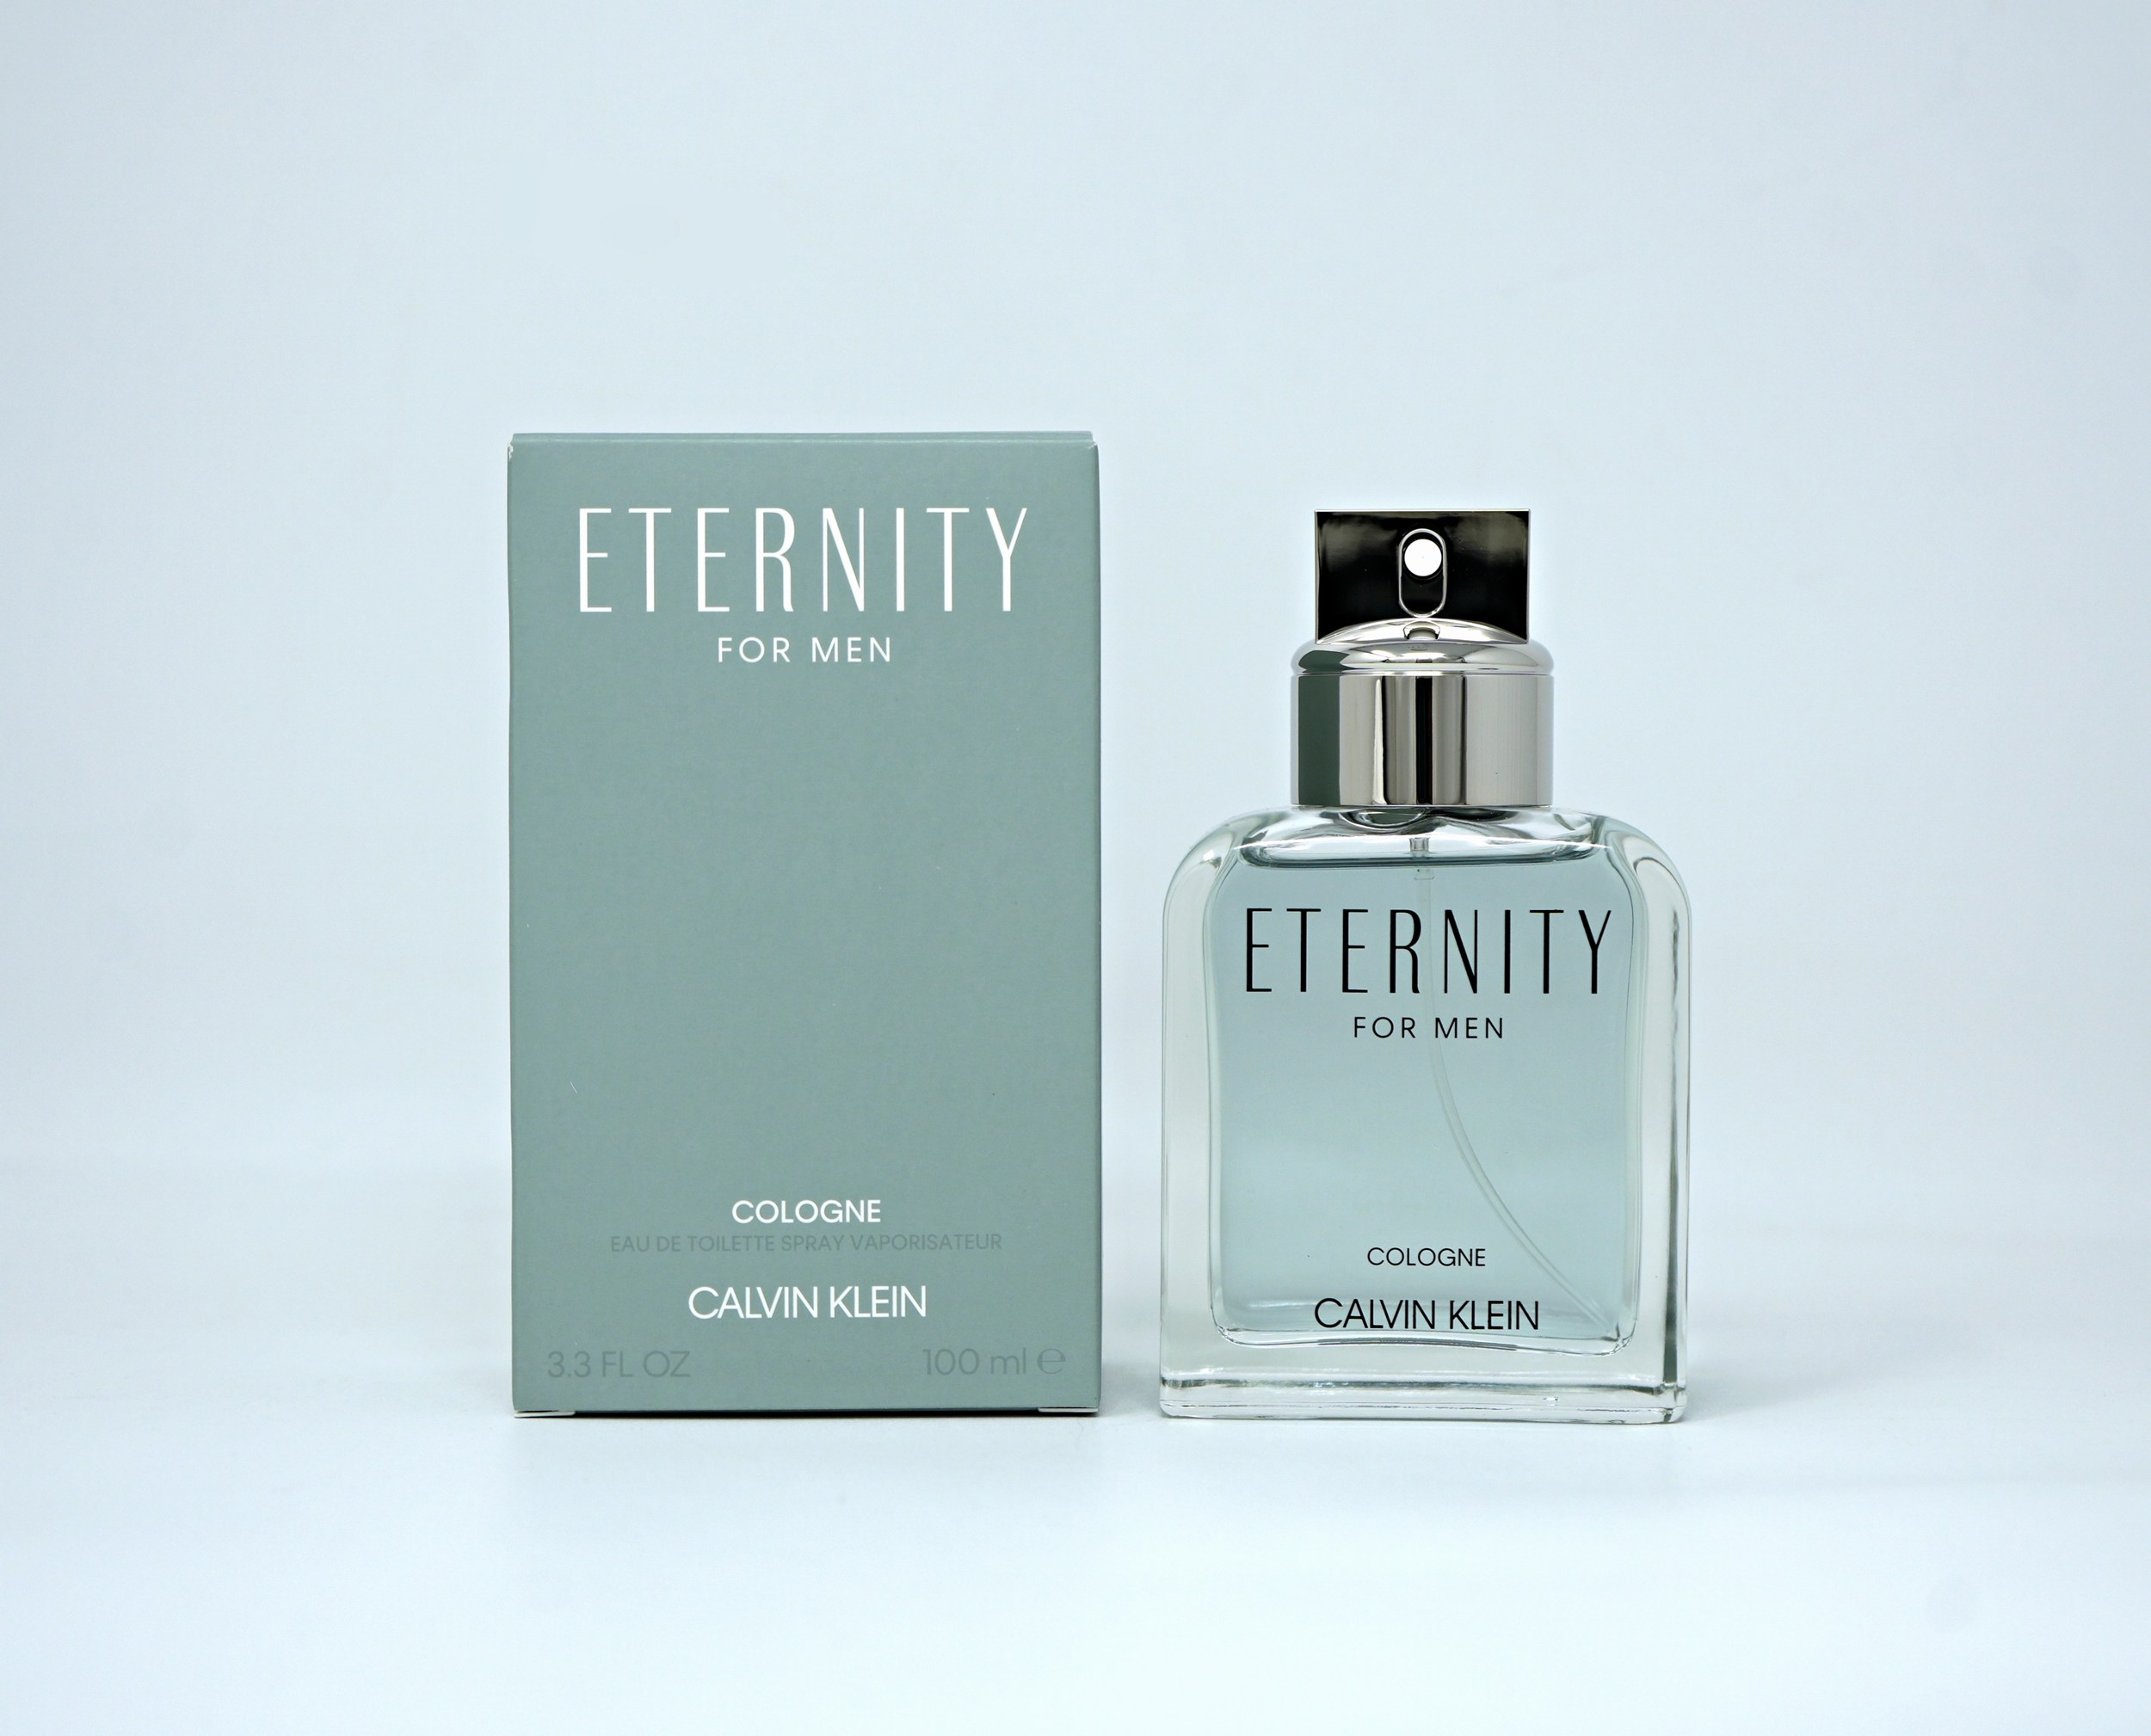 ETERNITY
FOR MEN
COLOGNE
EAU DE TOILETTE SPRAY VAPORISATEUR
CALVIN KLEIN
3.3 FL OZ
100 ml ℮
ETERNITY
FOR MEN
COLOGNE
CALVIN KLEIN